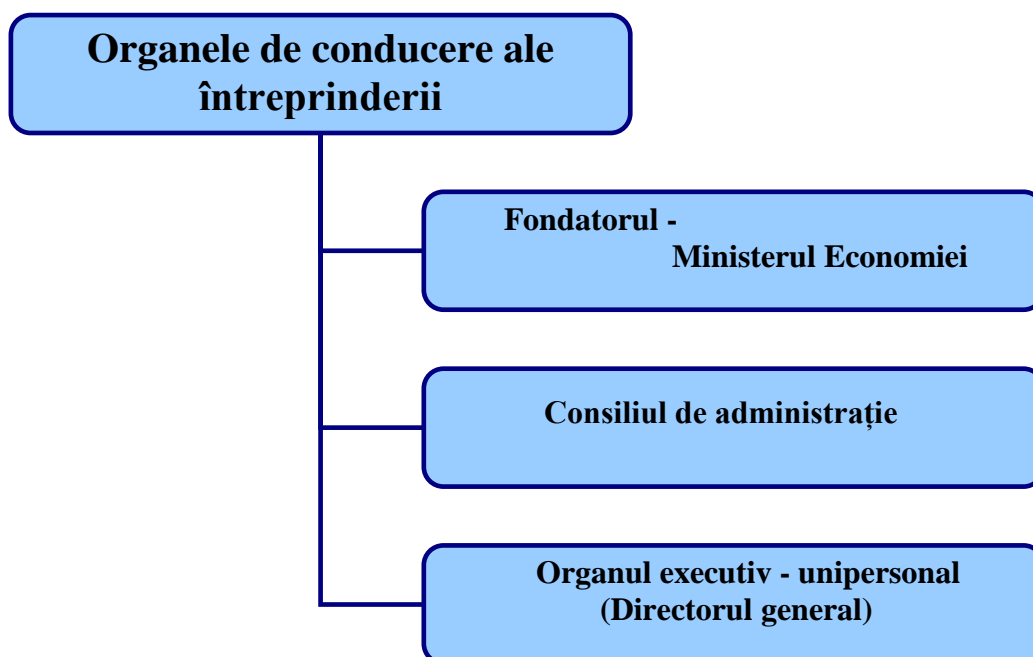 Organele de conducere ale
întreprinderii
Fondatorul -
Ministerul Economiei
Consiliul de administrație
Organul executiv - unipersonal
(Directorul general)